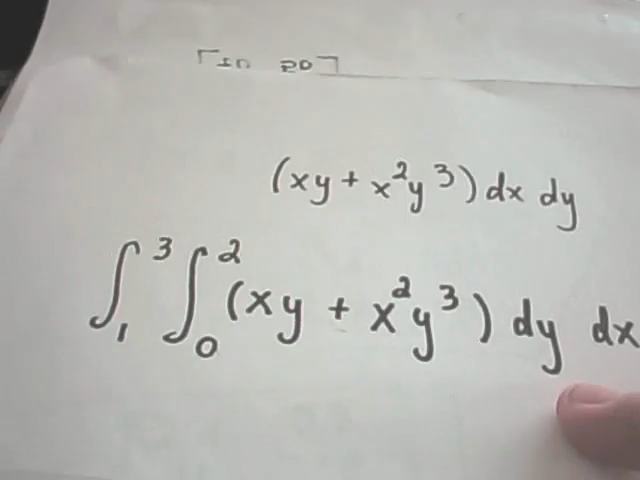 (xy + x²y³) dx dy
∫₁³ ∫₀² (xy + x²y³) dy dx